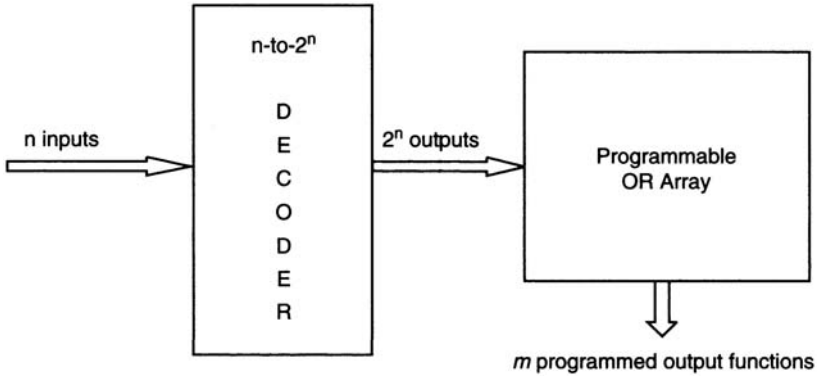 n inputs
n-to-2ⁿ
D
E
C
O
D
E
R
2ⁿ outputs
Programmable
OR Array
m programmed output functions